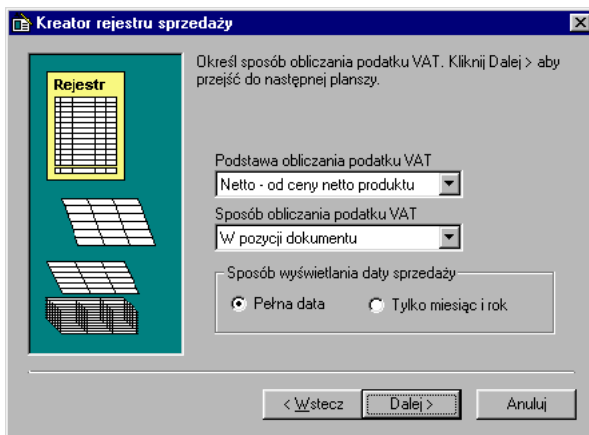 Kreator rejestru sprzedaży
Rejestr
Określ sposób obliczania podatku VAT. Kliknij Dalej > aby
przejść do następnej planszy.
Podstawa obliczania podatku VAT
Netto - od ceny netto produktu
Sposób obliczania podatku VAT
W pozycji dokumentu
Sposób wyświetlania daty sprzedaży
Pełna data
Tylko miesiąc i rok
< Wstecz
Dalej >
Anuluj